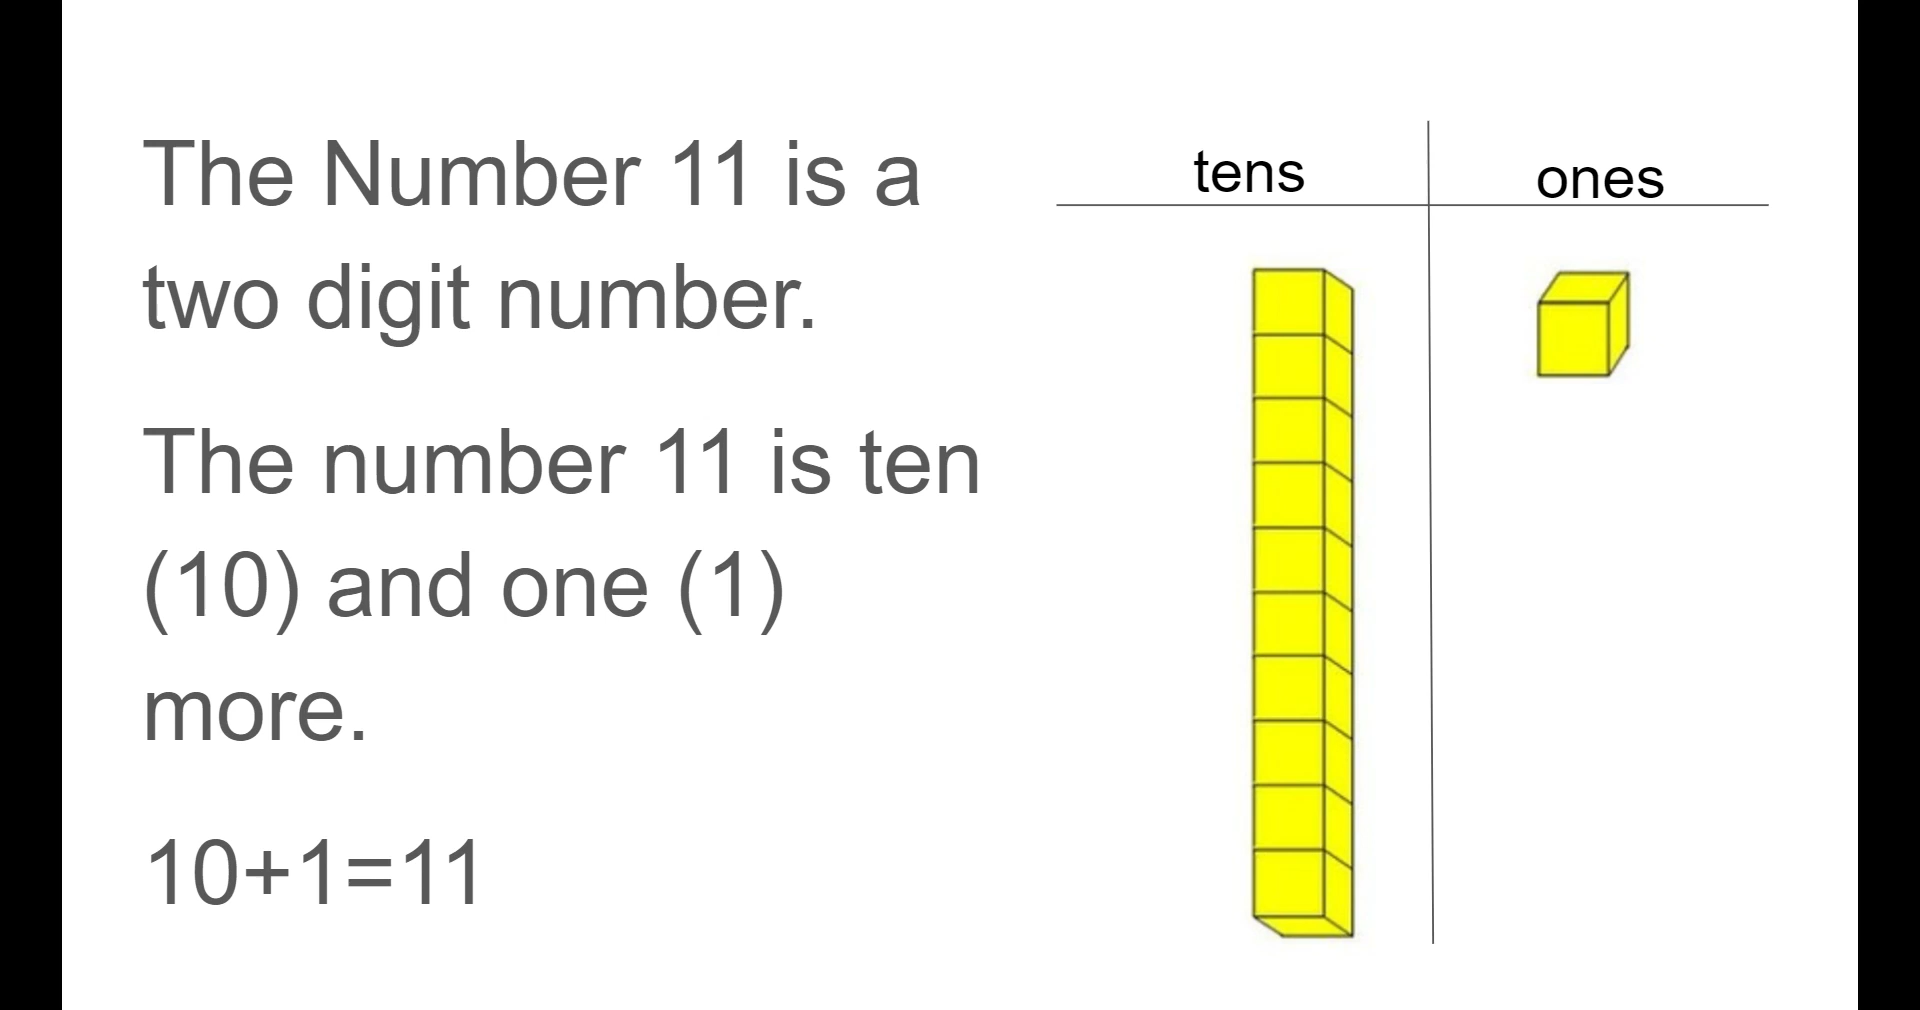 The Number 11 is a
two digit number.
The number 11 is ten
(10) and one (1)
more.
10+1=11
tens
ones